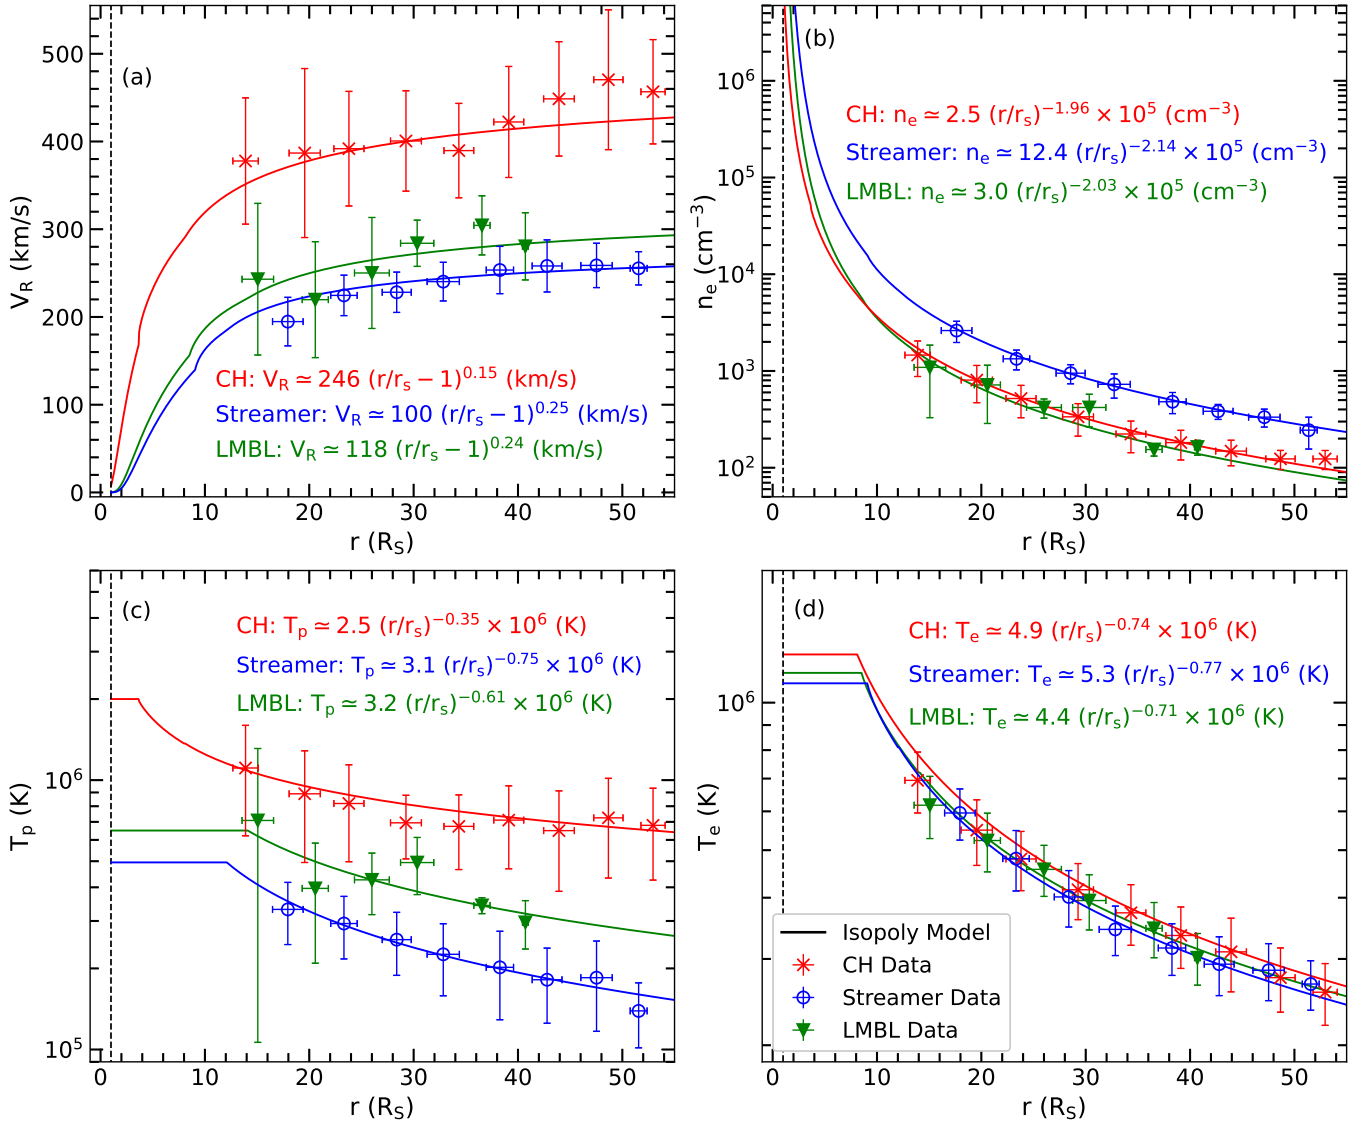 (a)
500
400
300
200
100
0
V_R (km/s)
CH: V_R ≃ 246 (r/r_s − 1)^0.15 (km/s)
Streamer: V_R ≃ 100 (r/r_s − 1)^0.25 (km/s)
LMBL: V_R ≃ 118 (r/r_s − 1)^0.24 (km/s)
0 10 20 30 40 50
r (R_S)
(b)
10^6
10^5
10^4
10^3
10^2
n_e (cm^−3)
CH: n_e ≃ 2.5 (r/r_s)^−1.96 × 10^5 (cm^−3)
Streamer: n_e ≃ 12.4 (r/r_s)^−2.14 × 10^5 (cm^−3)
LMBL: n_e ≃ 3.0 (r/r_s)^−2.03 × 10^5 (cm^−3)
0 10 20 30 40 50
r (R_S)
(c)
10^6
10^5
T_p (K)
CH: T_p ≃ 2.5 (r/r_s)^−0.35 × 10^6 (K)
Streamer: T_p ≃ 3.1 (r/r_s)^−0.75 × 10^6 (K)
LMBL: T_p ≃ 3.2 (r/r_s)^−0.61 × 10^6 (K)
0 10 20 30 40 50
r (R_S)
(d)
10^6
T_e (K)
CH: T_e ≃ 4.9 (r/r_s)^−0.74 × 10^6 (K)
Streamer: T_e ≃ 5.3 (r/r_s)^−0.77 × 10^6 (K)
LMBL: T_e ≃ 4.4 (r/r_s)^−0.71 × 10^6 (K)
Isopoly Model
CH Data
Streamer Data
LMBL Data
0 10 20 30 40 50
r (R_S)